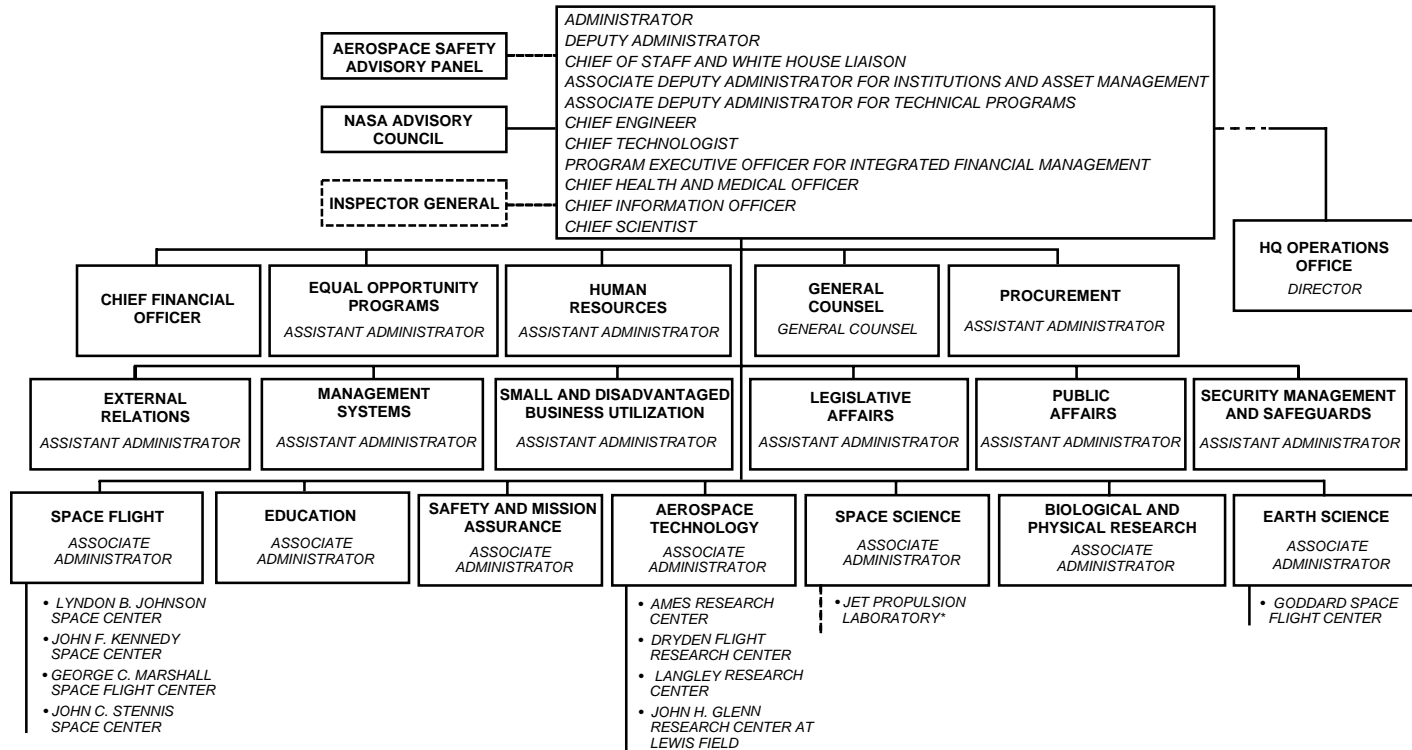 AEROSPACE SAFETY
ADVISORY PANEL
NASA ADVISORY
COUNCIL
INSPECTOR GENERAL
ADMINISTRATOR
DEPUTY ADMINISTRATOR
CHIEF OF STAFF AND WHITE HOUSE LIAISON
ASSOCIATE DEPUTY ADMINISTRATOR FOR INSTITUTIONS AND ASSET MANAGEMENT
ASSOCIATE DEPUTY ADMINISTRATOR FOR TECHNICAL PROGRAMS
CHIEF ENGINEER
CHIEF TECHNOLOGIST
PROGRAM EXECUTIVE OFFICER FOR INTEGRATED FINANCIAL MANAGEMENT
CHIEF HEALTH AND MEDICAL OFFICER
CHIEF INFORMATION OFFICER
CHIEF SCIENTIST
HQ OPERATIONS
OFFICE
DIRECTOR
CHIEF FINANCIAL
OFFICER
EQUAL OPPORTUNITY
PROGRAMS
ASSISTANT ADMINISTRATOR
HUMAN
RESOURCES
ASSISTANT ADMINISTRATOR
GENERAL
COUNSEL
GENERAL COUNSEL
PROCUREMENT
ASSISTANT ADMINISTRATOR
EXTERNAL
RELATIONS
ASSISTANT ADMINISTRATOR
MANAGEMENT
SYSTEMS
ASSISTANT ADMINISTRATOR
SMALL AND DISADVANTAGED
BUSINESS UTILIZATION
ASSISTANT ADMINISTRATOR
LEGISLATIVE
AFFAIRS
ASSISTANT ADMINISTRATOR
PUBLIC
AFFAIRS
ASSISTANT ADMINISTRATOR
SECURITY MANAGEMENT
AND SAFEGUARDS
ASSISTANT ADMINISTRATOR
SPACE FLIGHT
ASSOCIATE
ADMINISTRATOR
• LYNDON B. JOHNSON
SPACE CENTER
• JOHN F. KENNEDY
SPACE CENTER
• GEORGE C. MARSHALL
SPACE FLIGHT CENTER
• JOHN C. STENNIS
SPACE CENTER
EDUCATION
ASSOCIATE
ADMINISTRATOR
SAFETY AND MISSION
ASSURANCE
ASSOCIATE
ADMINISTRATOR
AEROSPACE
TECHNOLOGY
ASSOCIATE
ADMINISTRATOR
• AMES RESEARCH
CENTER
• DRYDEN FLIGHT
RESEARCH CENTER
• LANGLEY RESEARCH
CENTER
• JOHN H. GLENN
RESEARCH CENTER AT
LEWIS FIELD
SPACE SCIENCE
ASSOCIATE
ADMINISTRATOR
• JET PROPULSION
LABORATORY*
BIOLOGICAL AND
PHYSICAL RESEARCH
ASSOCIATE
ADMINISTRATOR
EARTH SCIENCE
ASSOCIATE
ADMINISTRATOR
• GODDARD SPACE
FLIGHT CENTER